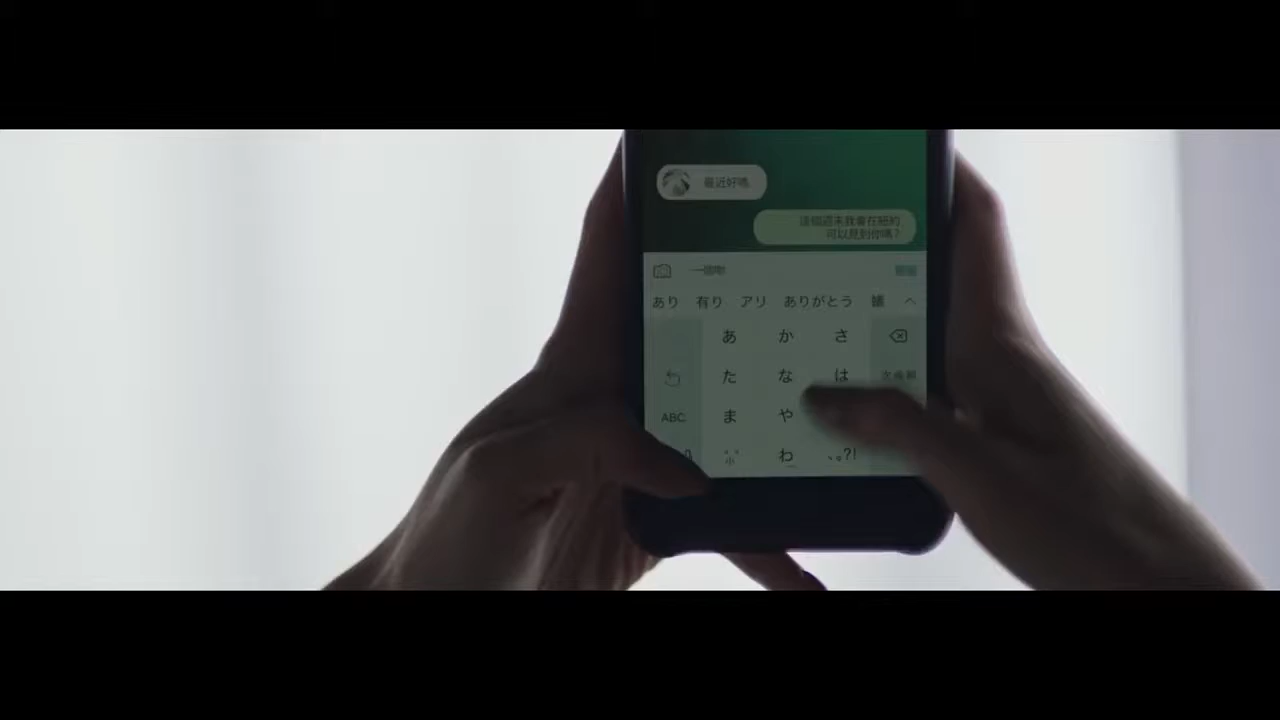 最近好嗎
這個週末我會在紐約
可以見到你嗎？
あり 有り アリ ありがとう
あ か さ
た な は
ABC ま や
小 わ 、。?!